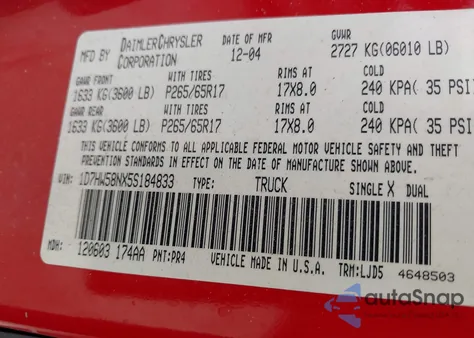 MFD BY DAIMLERCHRYSLER CORPORATION DATE OF MFR 12-04 GVWR 2727 KG(06010 LB)
GAWR FRONT WITH TIRES RIMS AT COLD
1633 KG(3600 LB) P265/65R17 17X8.0 240 KPA( 35 PSI
GAWR REAR WITH TIRES RIMS AT COLD
1633 KG(3600 LB) P265/65R17 17X8.0 240 KPA( 35 PSI
THIS VEHICLE CONFORMS TO ALL APPLICABLE FEDERAL MOTOR VEHICLE SAFETY
STANDARDS IN EFFECT ON THE DATE OF MANUFACTURE SHOWN ABOVE.
VIN: 1D7HW58NX5S184833 TYPE: TRUCK SINGLE X DUAL
MDH: 120603 174AA PNT:PR4 VEHICLE MADE IN U.S.A. TRM:LJD5 4648503
autoSnap